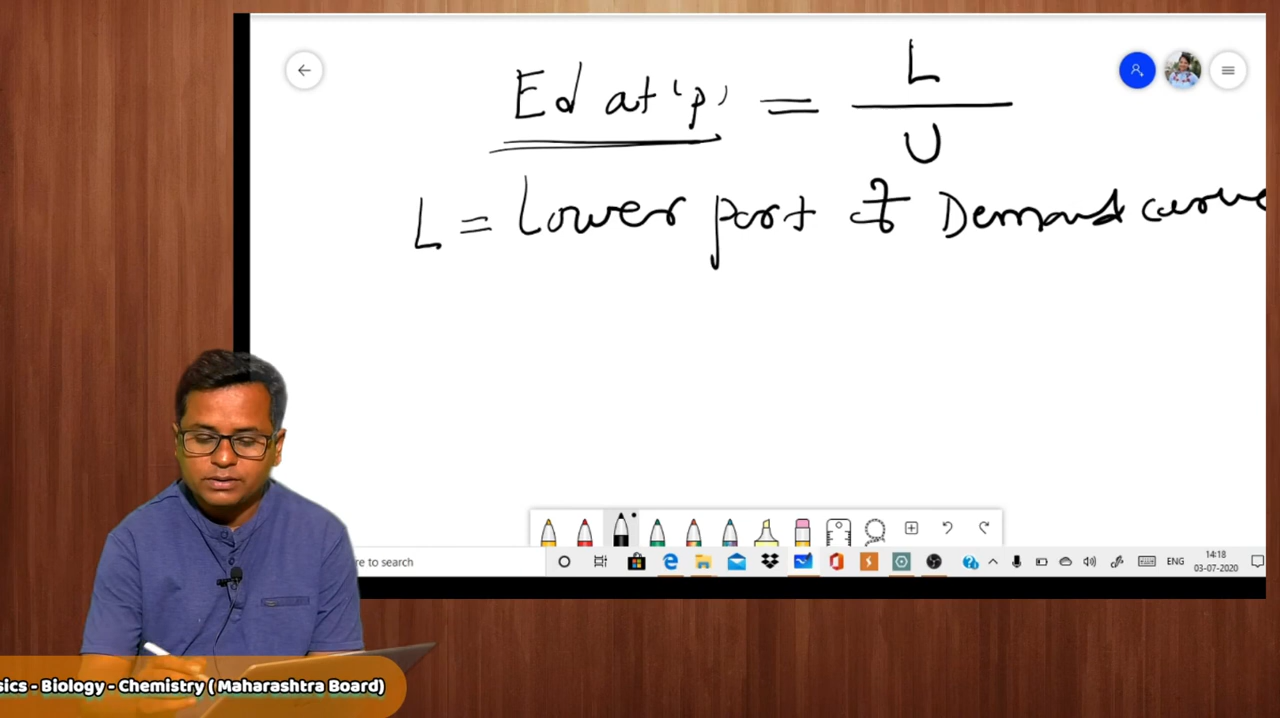 Ed at 'p' = L
U
L = Lower part of Demand curve
re to search
ENG
14:18
03-07-2020
sics - Biology - Chemistry ( Maharashtra Board)